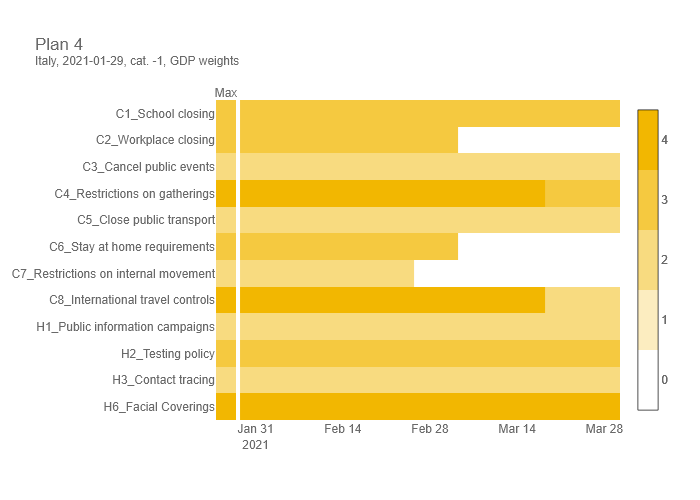 Plan 4
Italy, 2021-01-29, cat. -1, GDP weights
Max
C1_School closing
C2_Workplace closing
C3_Cancel public events
C4_Restrictions on gatherings
C5_Close public transport
C6_Stay at home requirements
C7_Restrictions on internal movement
C8_International travel controls
H1_Public information campaigns
H2_Testing policy
H3_Contact tracing
H6_Facial Coverings
4
3
2
1
0
Jan 31 Feb 14 Feb 28 Mar 14 Mar 28
2021